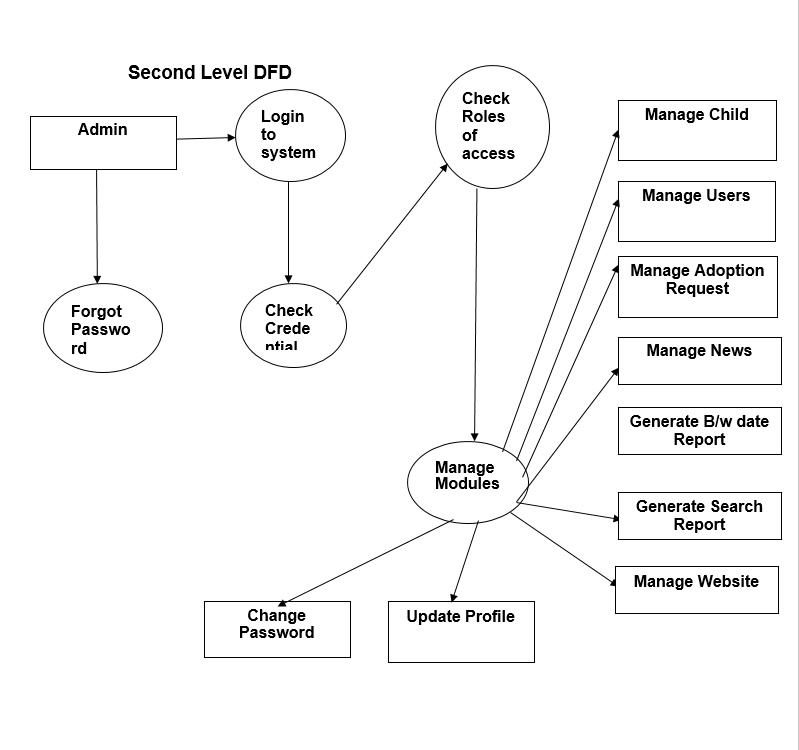 Second Level DFD
Admin
Login
to
system
Check
Roles
of
access
Manage Child
Manage Users
Manage Adoption
Request
Forgot
Passwo
rd
Check
Crede
ntial
Manage News
Generate B/w date
Report
Manage
Modules
Generate Search
Report
Manage Website
Change
Password
Update Profile